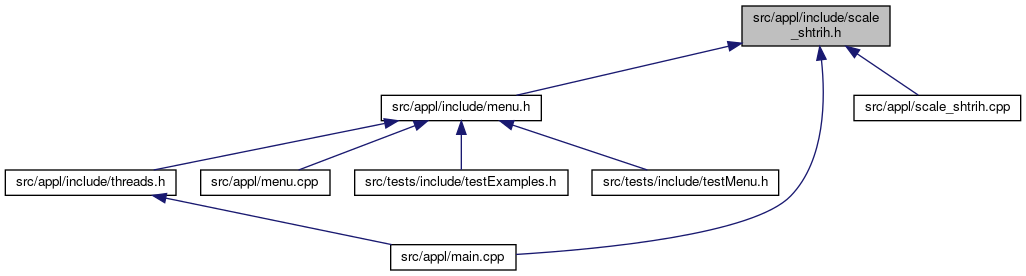 src/appl/include/scale
_shtrih.h
src/appl/include/menu.h
src/appl/scale_shtrih.cpp
src/appl/include/threads.h
src/appl/menu.cpp
src/tests/include/testExamples.h
src/tests/include/testMenu.h
src/appl/main.cpp